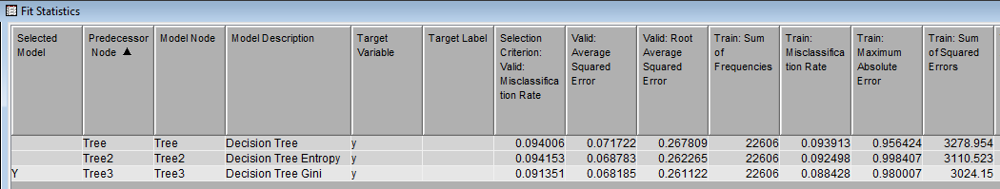 Fit Statistics
Selected Model Predecessor Node ▲ Model Node Model Description Target Variable Target Label Selection Criterion: Valid: Misclassifica tion Rate Valid: Average Squared Error Valid: Root Average Squared Error Train: Sum of Frequencies Train: Misclassifica tion Rate Train: Maximum Absolute Error Train: Sum of Squared Errors
Tree Tree Decision Tree y 0.094006 0.071722 0.267809 22606 0.093913 0.956424 3278.954
Tree2 Tree2 Decision Tree Entropy y 0.094153 0.068783 0.262265 22606 0.092498 0.998407 3110.523
Y Tree3 Tree3 Decision Tree Gini y 0.091351 0.068185 0.261122 22606 0.088428 0.980007 3024.15